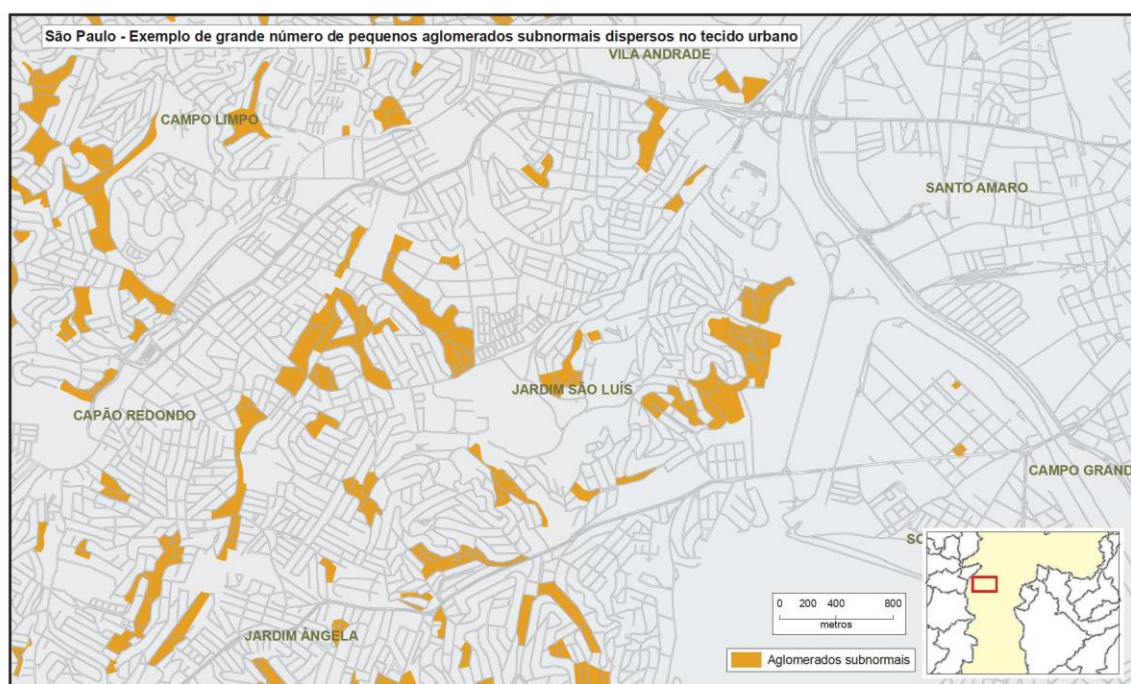 São Paulo - Exemplo de grande número de pequenos aglomerados subnormais dispersos no tecido urbano
VILA ANDRADE
CAMPO LIMPO
SANTO AMARO
JARDIM SÃO LUÍS
CAPÃO REDONDO
CAMPO GRAND
SO
JARDIM ÂNGELA
0 200 400 800
metros
Aglomerados subnormais